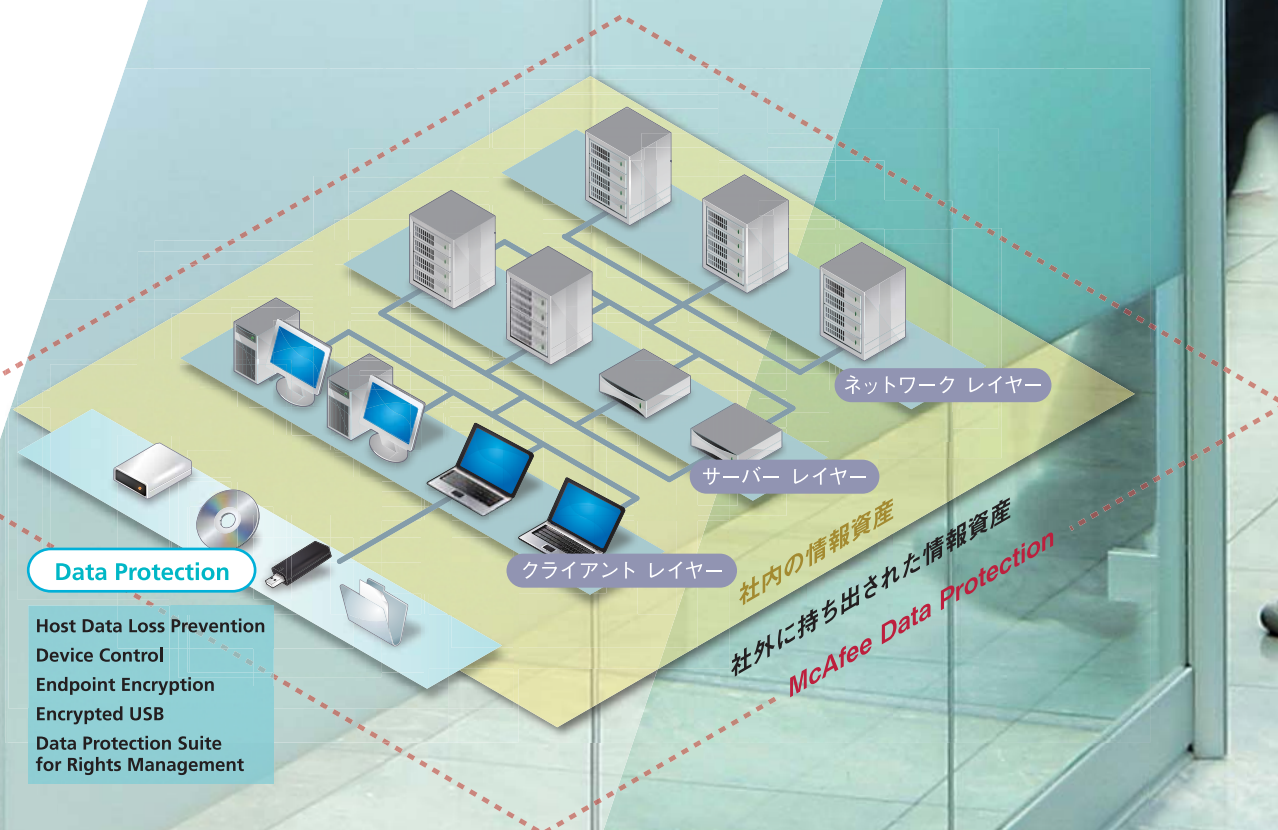 ネットワーク レイヤー
サーバー レイヤー
クライアント レイヤー
社内の情報資産
社外に持ち出された情報資産
McAfee Data Protection
Data Protection
Host Data Loss Prevention
Device Control
Endpoint Encryption
Encrypted USB
Data Protection Suite
for Rights Management